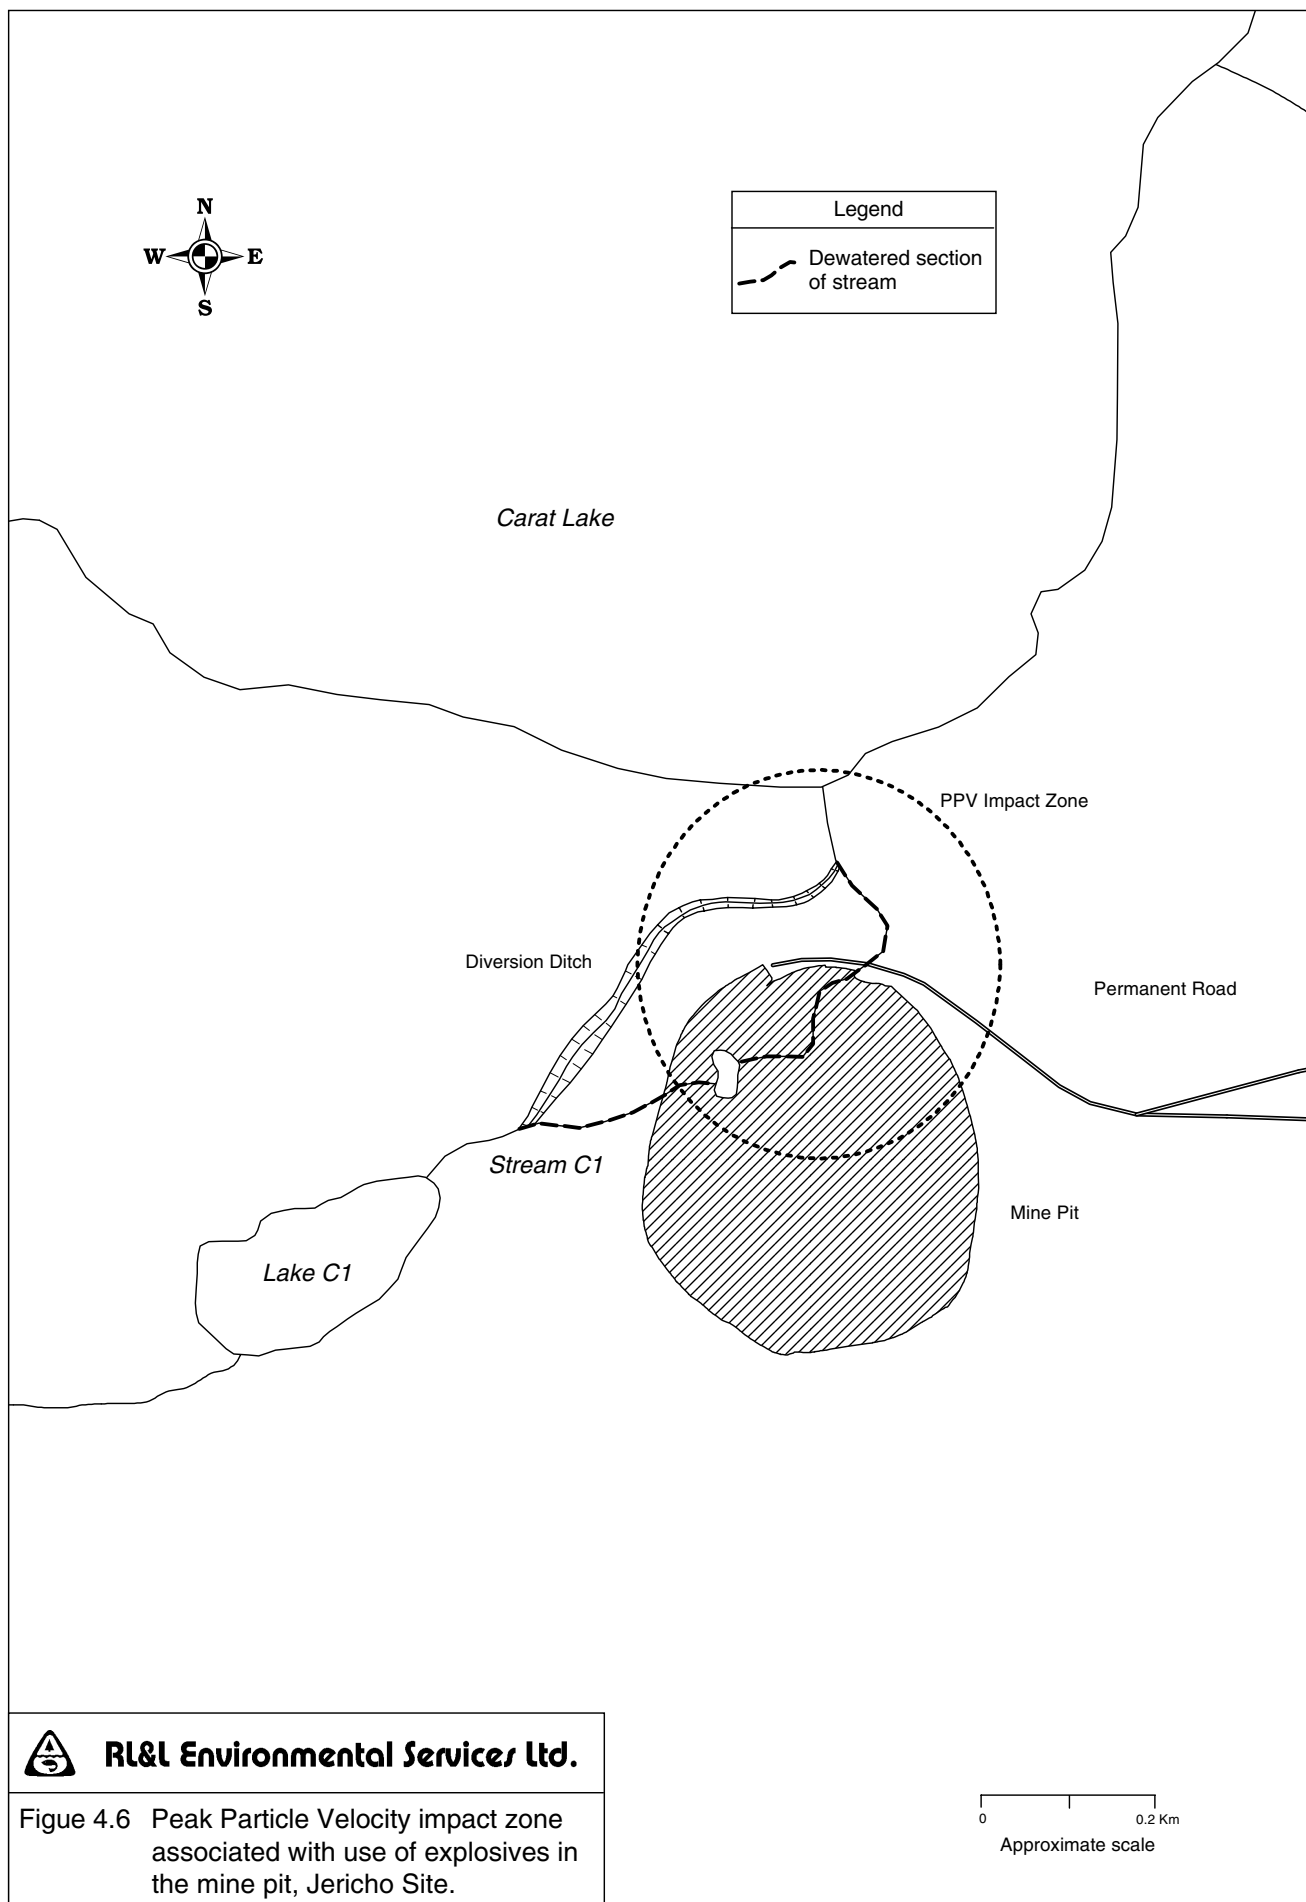 N
W E
S
Legend
Dewatered section
of stream
Carat Lake
PPV Impact Zone
Diversion Ditch
Permanent Road
Stream C1
Mine Pit
Lake C1
RL&L Environmental Services Ltd.
Figue 4.6 Peak Particle Velocity impact zone
associated with use of explosives in
the mine pit, Jericho Site.
0 0.2 Km
Approximate scale